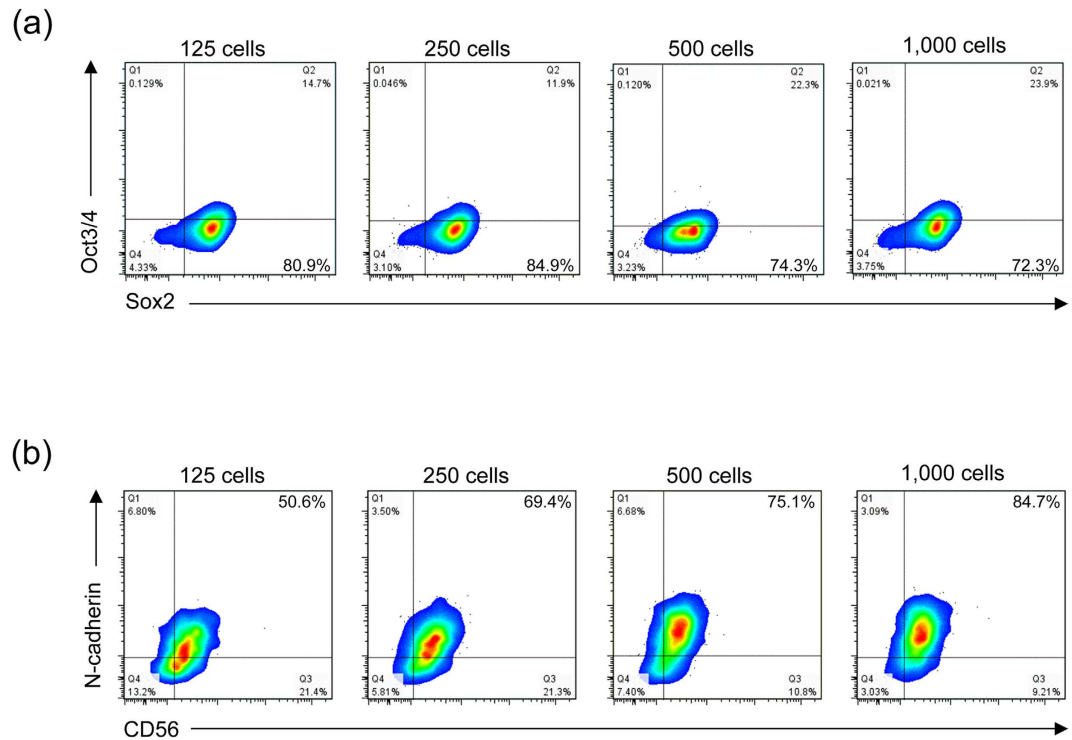 (a)
125 cells 250 cells 500 cells 1,000 cells
Q1 Q2 Q1 Q2 Q1 Q2 Q1 Q2
0.129% 14.7% 0.046% 11.9% 0.120% 22.3% 0.021% 23.9%
Oct3/4
Q4 Q4 Q4 Q4
4.33% 80.9% 3.10% 84.9% 3.23% 74.3% 3.75% 72.3%
Sox2
(b)
125 cells 250 cells 500 cells 1,000 cells
Q1 50.6% Q1 69.4% Q1 75.1% Q1 84.7%
6.80% 3.50% 6.68% 3.09%
N-cadherin
Q4 Q3 Q4 Q3 Q4 Q3 Q4 Q3
13.2% 21.4% 5.81% 21.3% 7.40% 10.8% 3.03% 9.21%
CD56